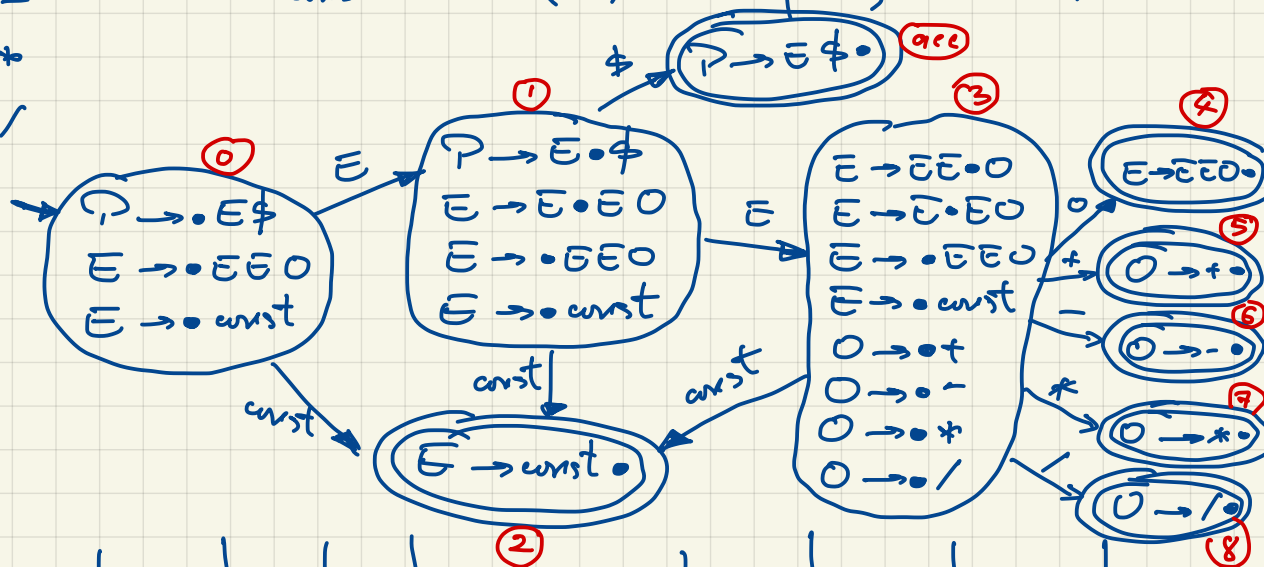 *
/
$
P → E $ •
acc
0
P → • E $
E → • E E O
E → • const
E
1
P → E • $
E → E • E O
E → • E E O
E → • const
E
3
E → E E • O
E → E • E O
E → • E E O
E → • const
O → • +
O → • -
O → • *
O → • /
O
4
E → E E O •
+
5
O → + •
-
6
O → - •
*
7
O → * •
/
O → / •
8
const
const
const
E → const •
2